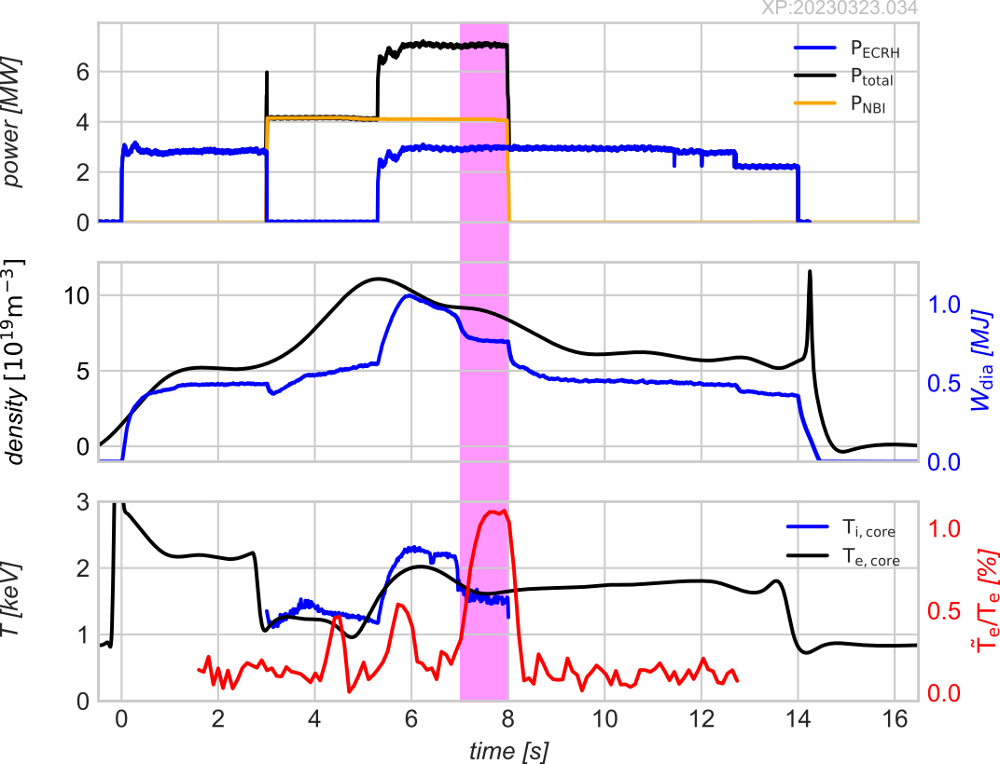 XP:20230323.034
power [MW]
6
4
2
0
P_ECRH
P_total
P_NBI
density [10^19 m^−3]
10
5
0
1.0
0.5
0.0
W_dia [MJ]
T [keV]
3
2
1
0
T_i, core
T_e, core
1.0
0.5
0.0
T̃_e/T_e [%]
0 2 4 6 8 10 12 14 16
time [s]